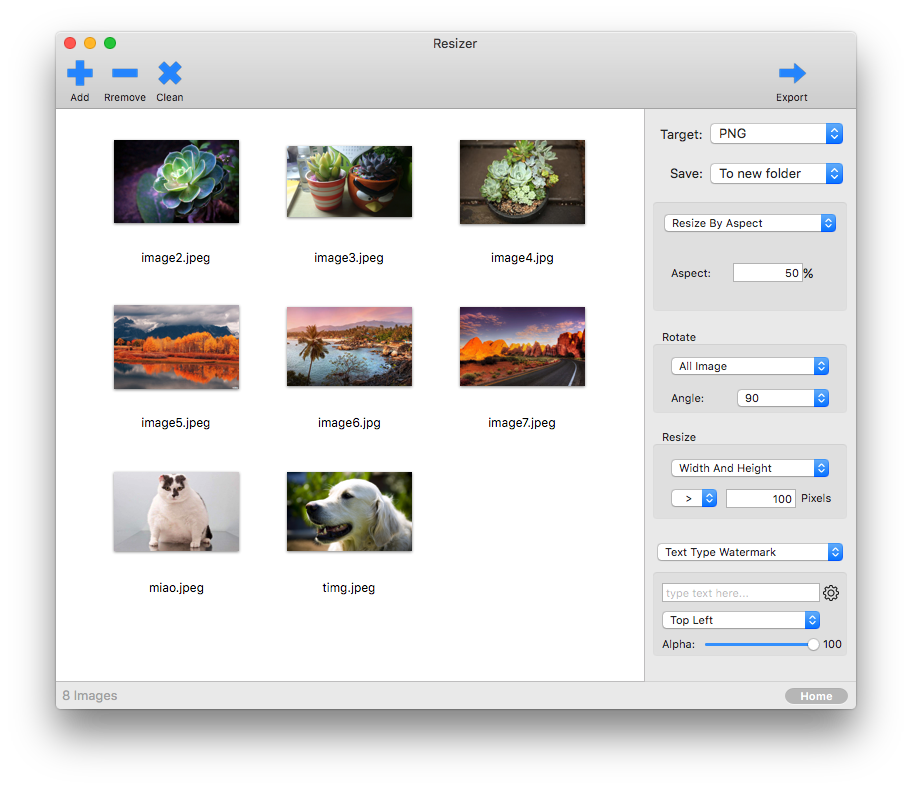 Resizer
Add Rremove Clean Export
Target: PNG
Save: To new folder
Resize By Aspect
Aspect: 50 %
Rotate
All Image
Angle: 90
Resize
Width And Height
> 100 Pixels
Text Type Watermark
type text here...
Top Left
Alpha: 100
image2.jpeg image3.jpeg image4.jpg
image5.jpeg image6.jpg image7.jpeg
miao.jpeg timg.jpeg
8 Images Home